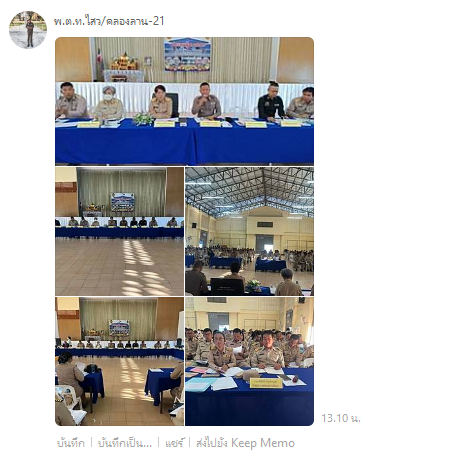 พ.ต.ท.ไสว/คลองลาน-21
13.10 น.
บันทึก | บันทึกเป็น... | แชร์ | ส่งไปยัง Keep Memo